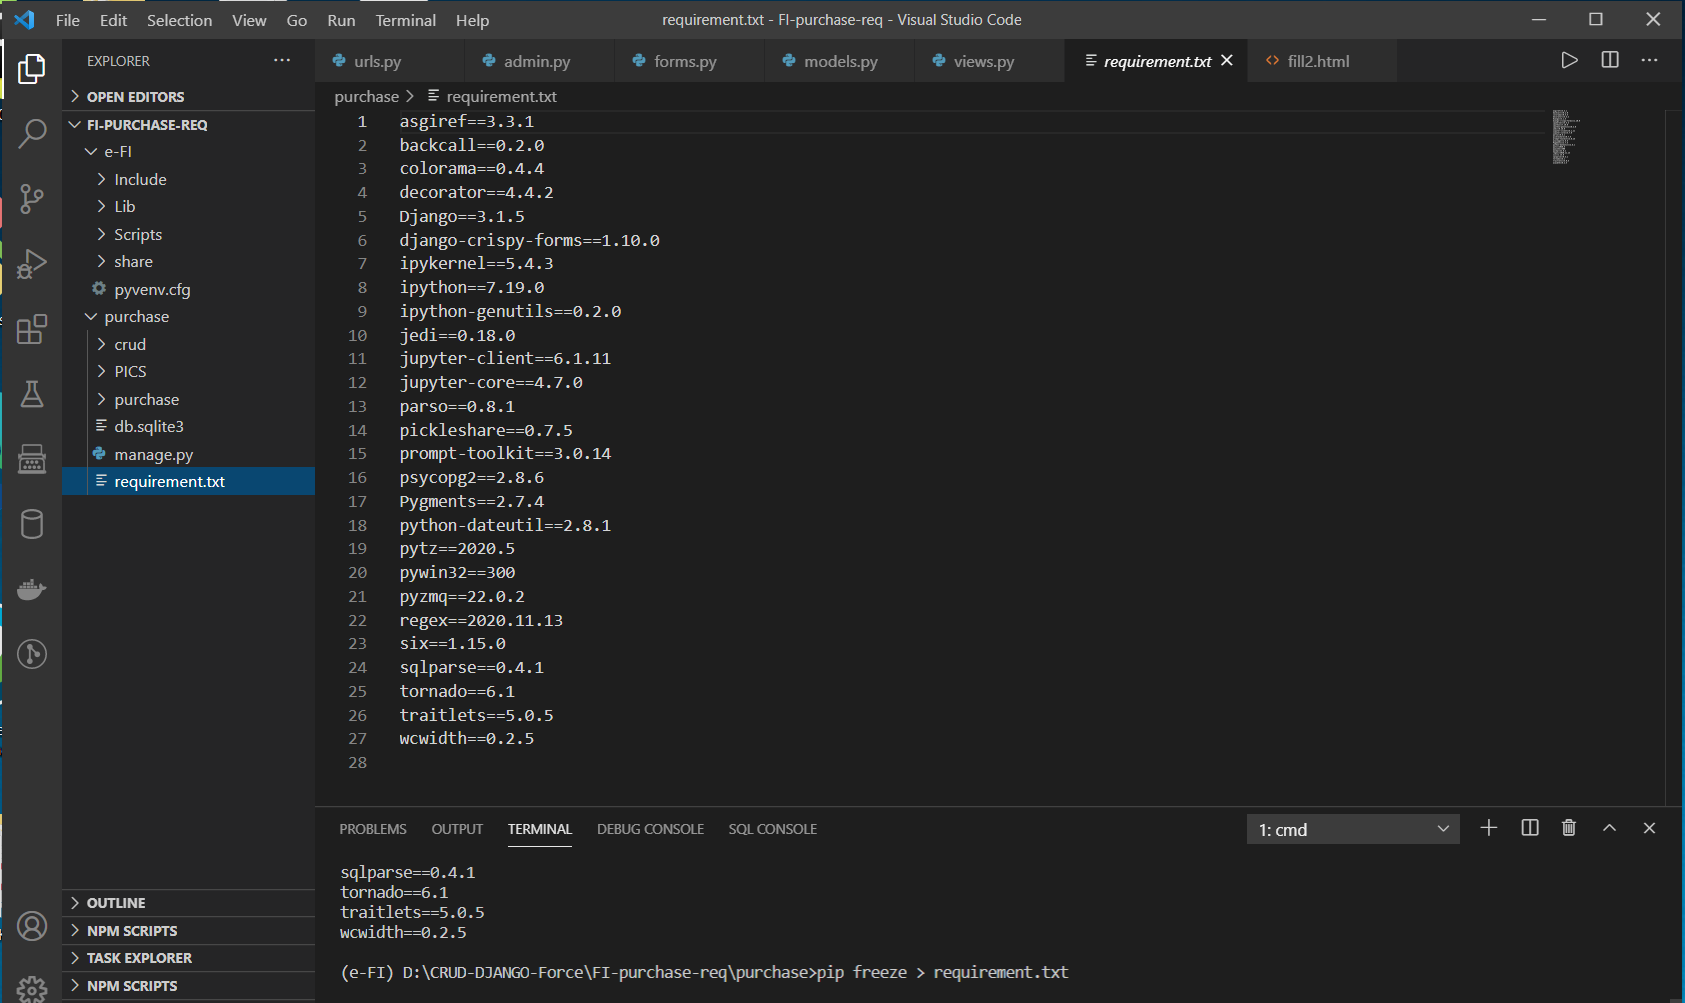 File Edit Selection View Go Run Terminal Help
requirement.txt - FI-purchase-req - Visual Studio Code
EXPLORER
OPEN EDITORS
FI-PURCHASE-REQ
e-FI
Include
Lib
Scripts
share
pyvenv.cfg
purchase
crud
PICS
purchase
db.sqlite3
manage.py
requirement.txt
OUTLINE
NPM SCRIPTS
TASK EXPLORER
NPM SCRIPTS
urls.py admin.py forms.py models.py views.py requirement.txt fill2.html
purchase > requirement.txt
1 asgiref==3.3.1
2 backcall==0.2.0
3 colorama==0.4.4
4 decorator==4.4.2
5 Django==3.1.5
6 django-crispy-forms==1.10.0
7 ipykernel==5.4.3
8 ipython==7.19.0
9 ipython-genutils==0.2.0
10 jedi==0.18.0
11 jupyter-client==6.1.11
12 jupyter-core==4.7.0
13 parso==0.8.1
14 pickleshare==0.7.5
15 prompt-toolkit==3.0.14
16 psycopg2==2.8.6
17 Pygments==2.7.4
18 python-dateutil==2.8.1
19 pytz==2020.5
20 pywin32==300
21 pyzmq==22.0.2
22 regex==2020.11.13
23 six==1.15.0
24 sqlparse==0.4.1
25 tornado==6.1
26 traitlets==5.0.5
27 wcwidth==0.2.5
28
PROBLEMS OUTPUT TERMINAL DEBUG CONSOLE SQL CONSOLE
1: cmd
sqlparse==0.4.1
tornado==6.1
traitlets==5.0.5
wcwidth==0.2.5
(e-FI) D:\CRUD-DJANGO-Force\FI-purchase-req\purchase>pip freeze > requirement.txt